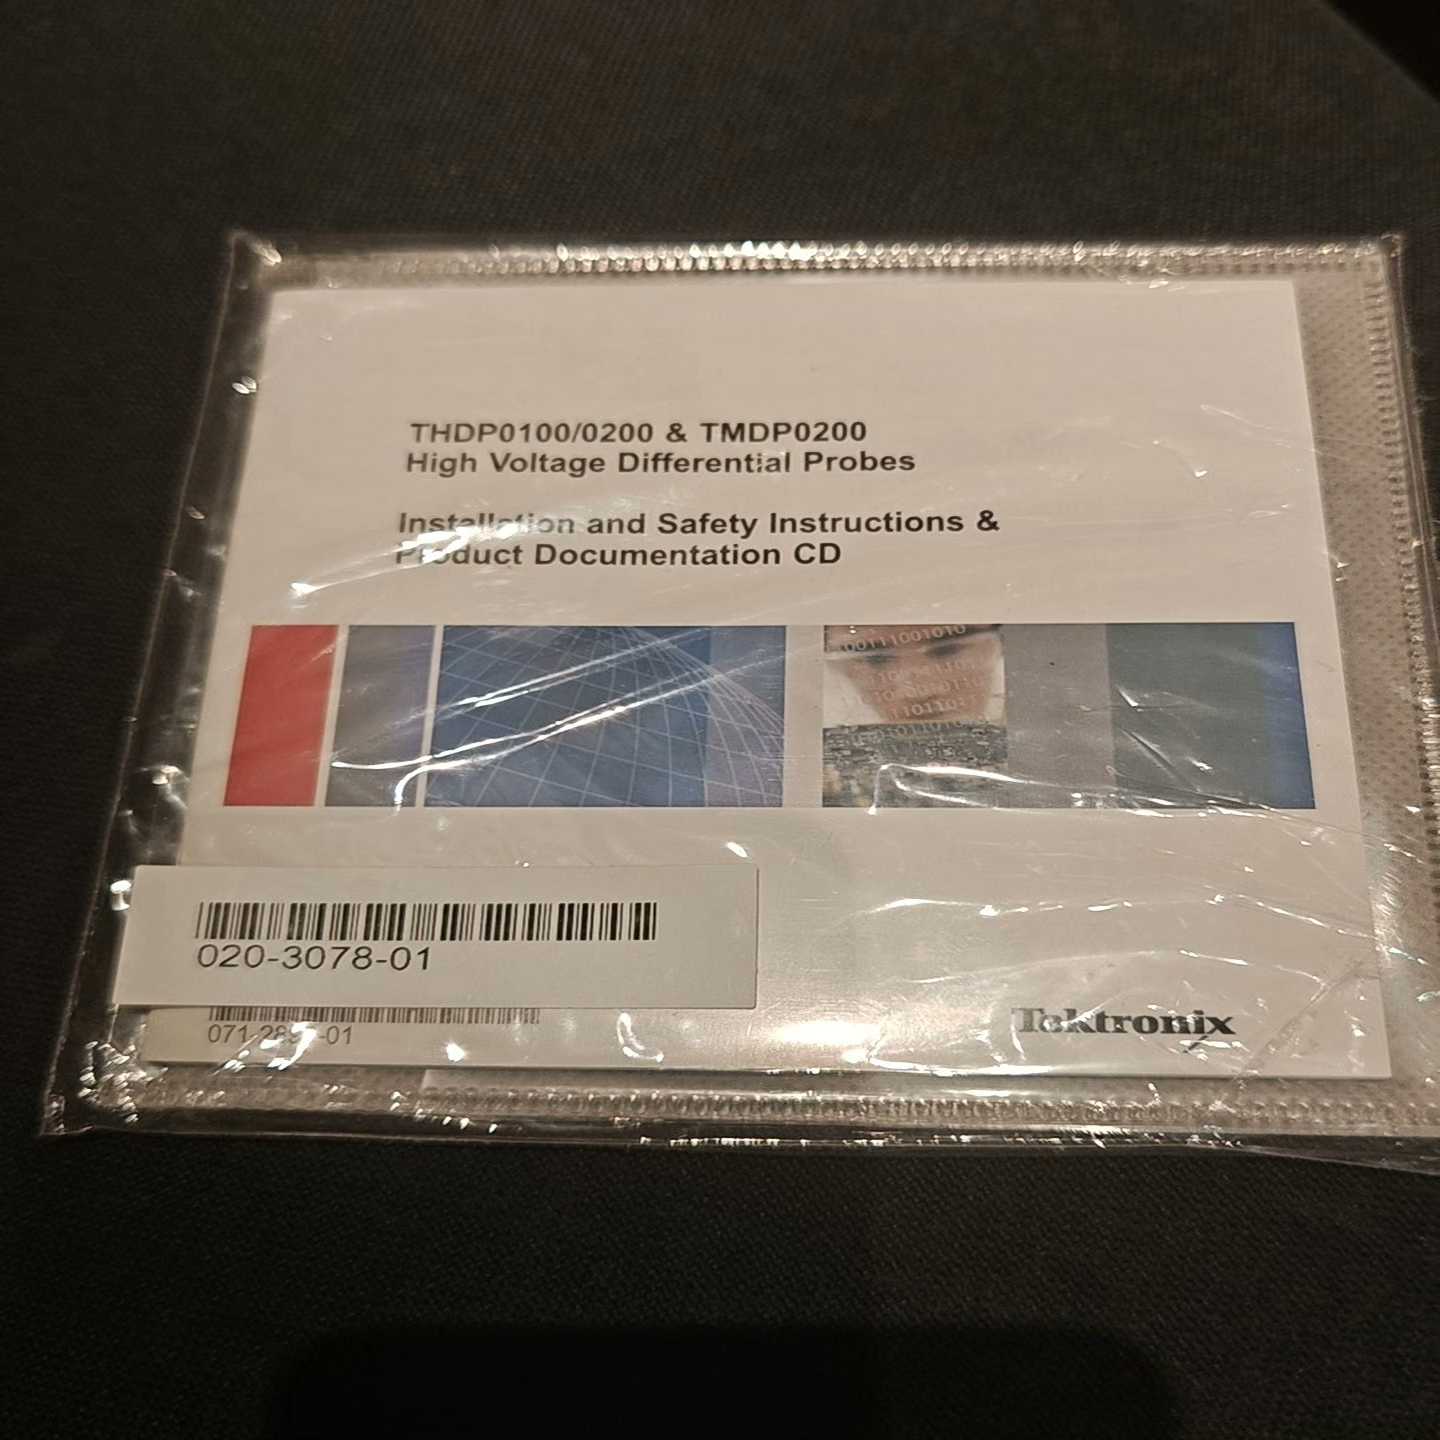 THDP0100/0200 & TMDP0200
High Voltage Differential Probes
Installation and Safety Instructions &
Product Documentation CD
020-3078-01
Tektronix